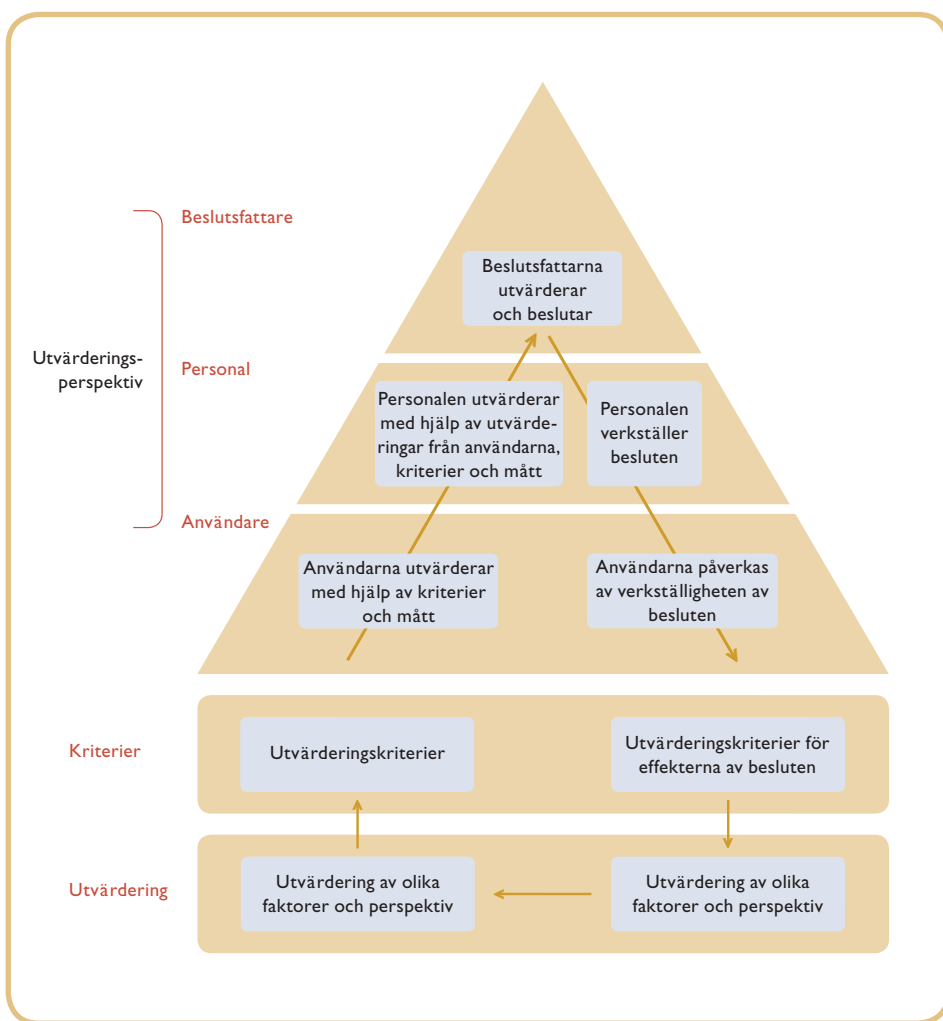 Beslutsfattare
Beslutsfattarna
utvärderar
och beslutar
Utvärderings-
perspektiv
Personal
Personalen utvärderar
med hjälp av utvärde-
ringar från användarna,
kriterier och mått
Personalen
verkställer
besluten
Användare
Användarna utvärderar
med hjälp av kriterier
och mått
Användarna påverkas
av verkställigheten av
besluten
Kriterier
Utvärderingskriterier
Utvärderingskriterier för
effekterna av besluten
Utvärdering
Utvärdering av olika
faktorer och perspektiv
Utvärdering av olika
faktorer och perspektiv